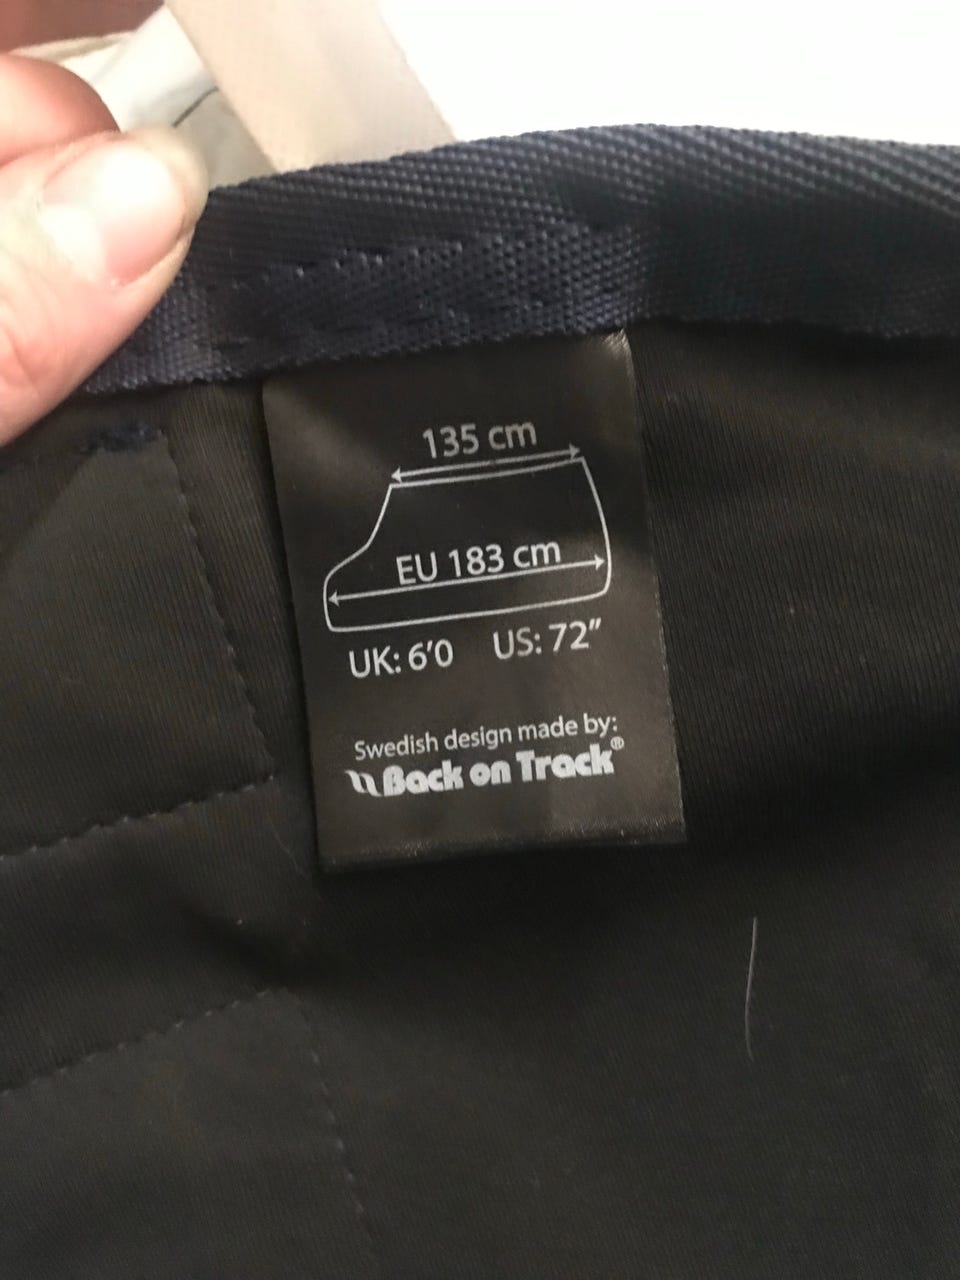 135 cm
EU 183 cm
UK: 6'0 US: 72"
Swedish design made by:
Back on Track®